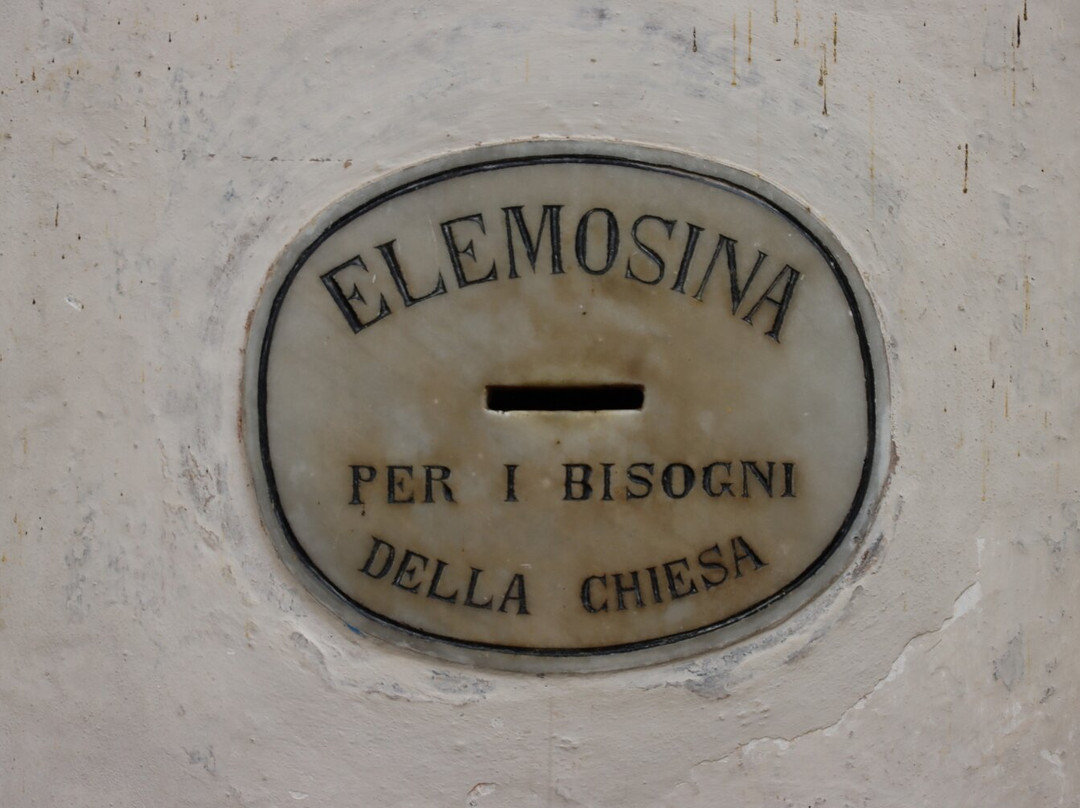 ELEMOSINA
PER I BISOGNI
DELLA CHIESA